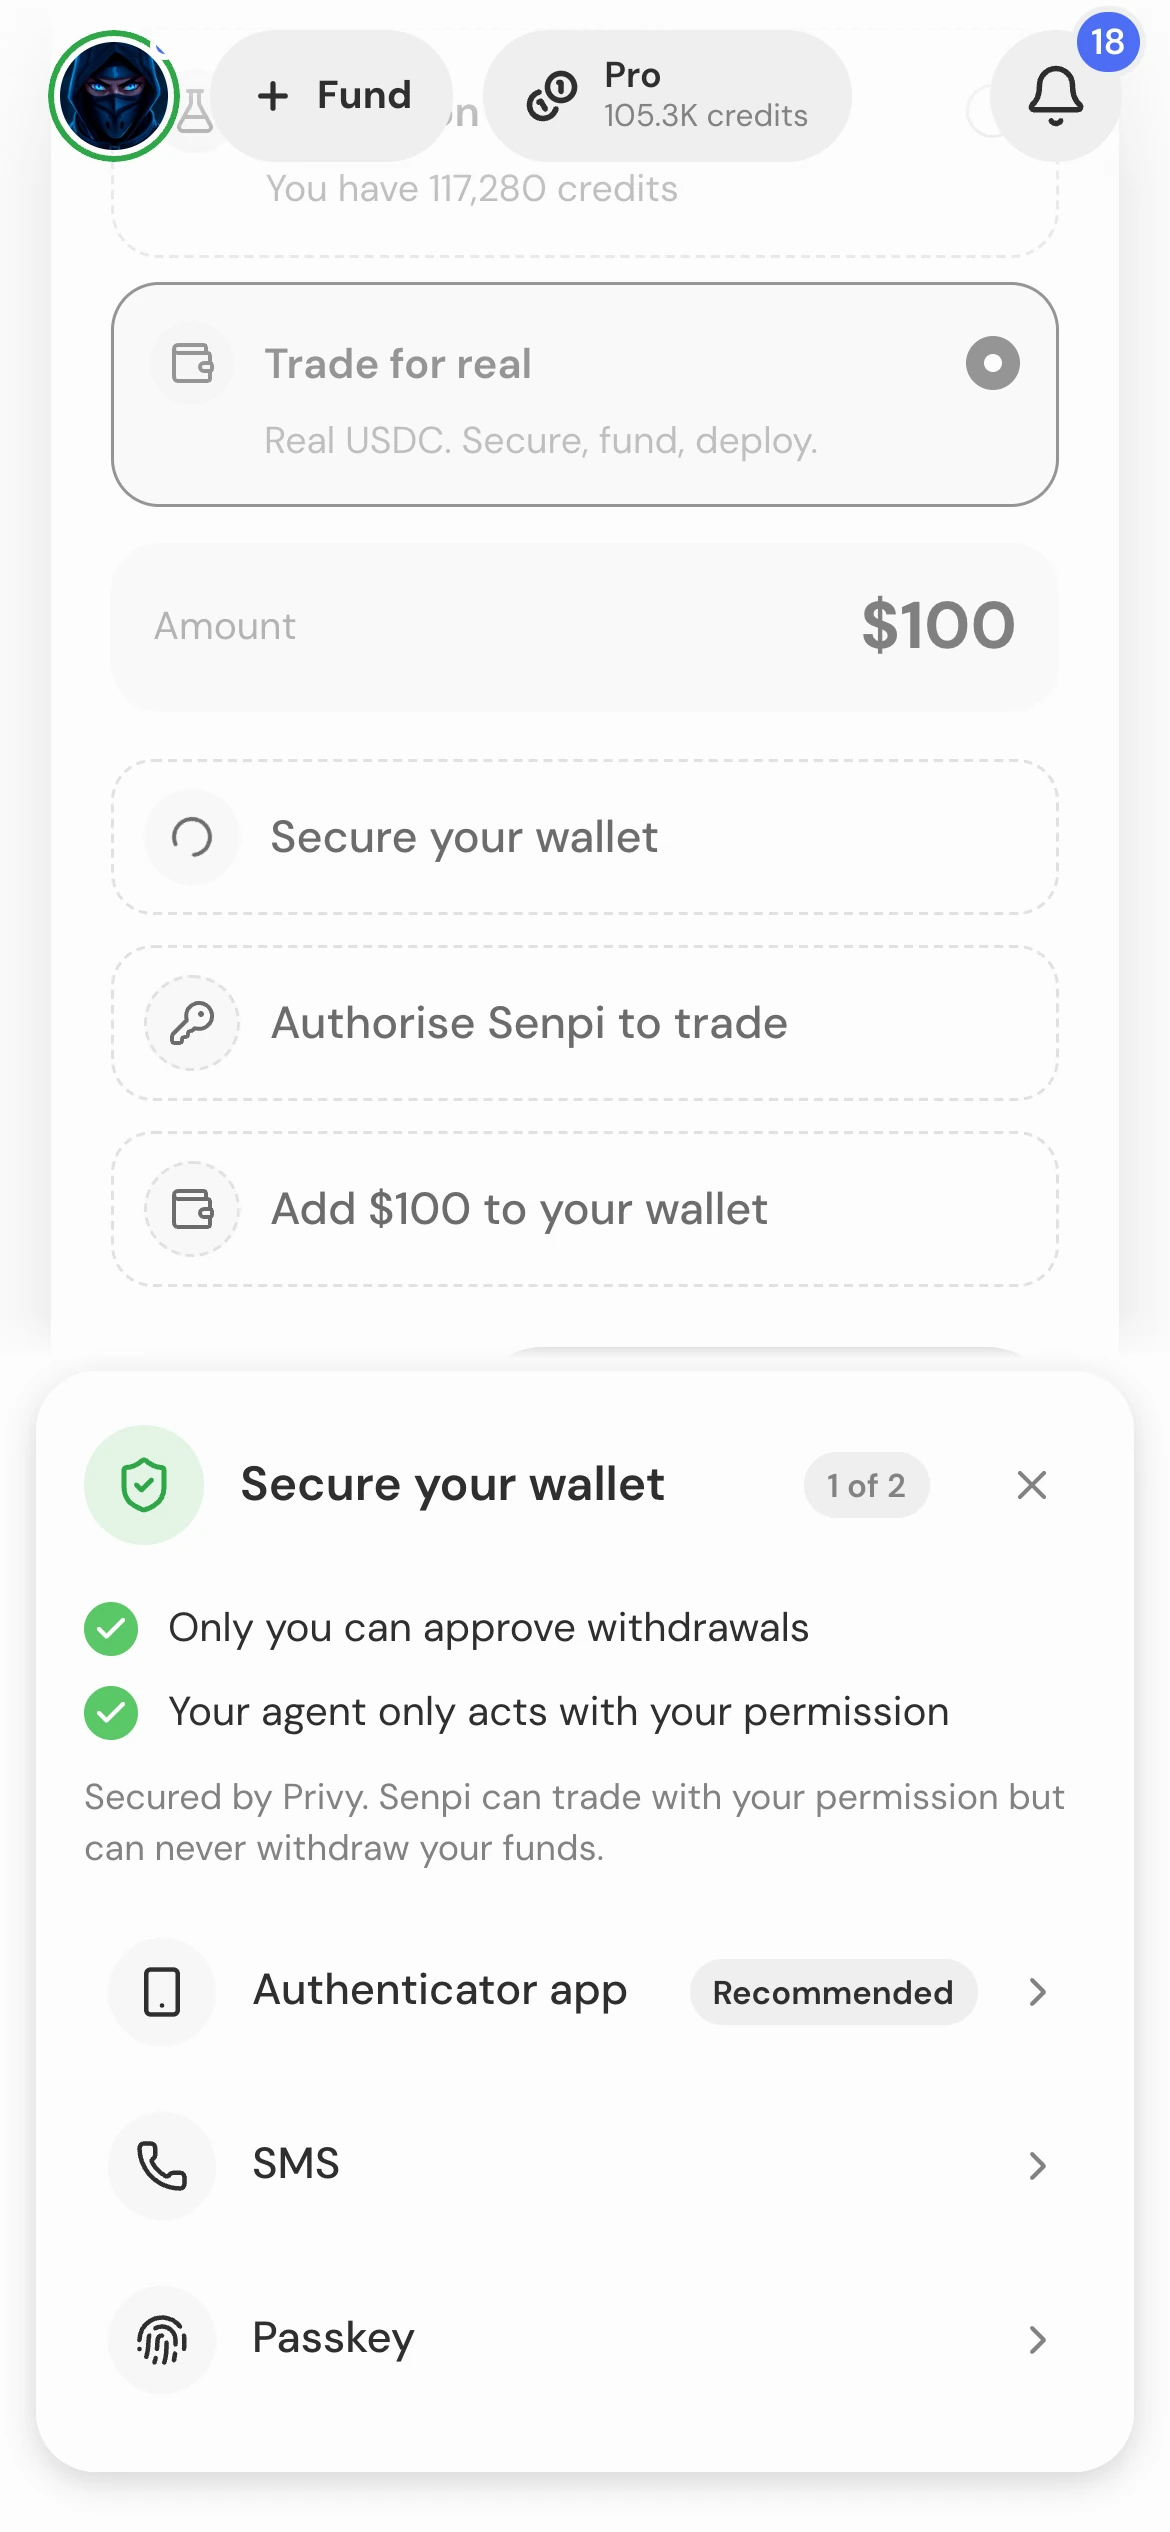 18
Fund
Pro
105.3K credits
You have 117,280 credits
Trade for real
Real USDC. Secure, fund, deploy.
Amount
$100
Secure your wallet
Authorise Senpi to trade
Add $100 to your wallet
Secure your wallet
1 of 2
Only you can approve withdrawals
Your agent only acts with your permission
Secured by Privy. Senpi can trade with your permission but
can never withdraw your funds.
Authenticator app
Recommended
SMS
Passkey